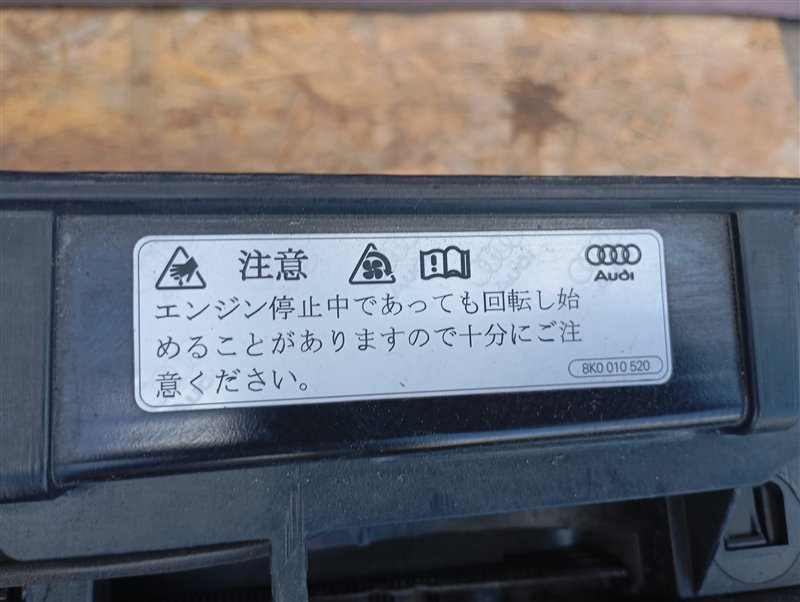 注意
Audi
エンジン停止中であっても回転し始
めることがありますので十分にご注
意ください。
8K0 010 520